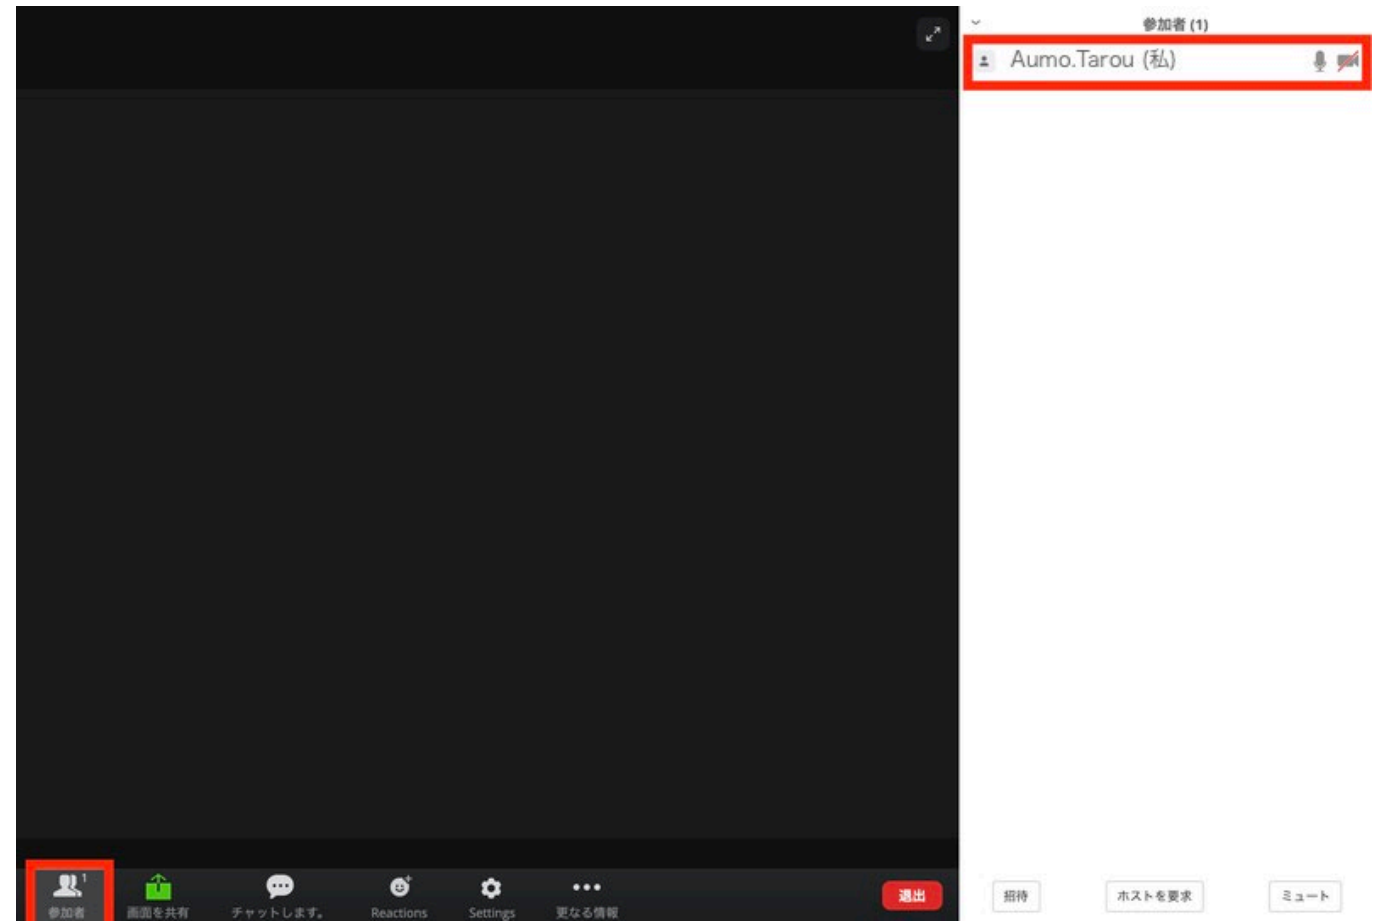 参加者 (1)
Aumo.Tarou (私)
1
参加者
画面を共有
チャットします。
Reactions
Settings
更なる情報
退出
招待
ホストを要求
ミュート